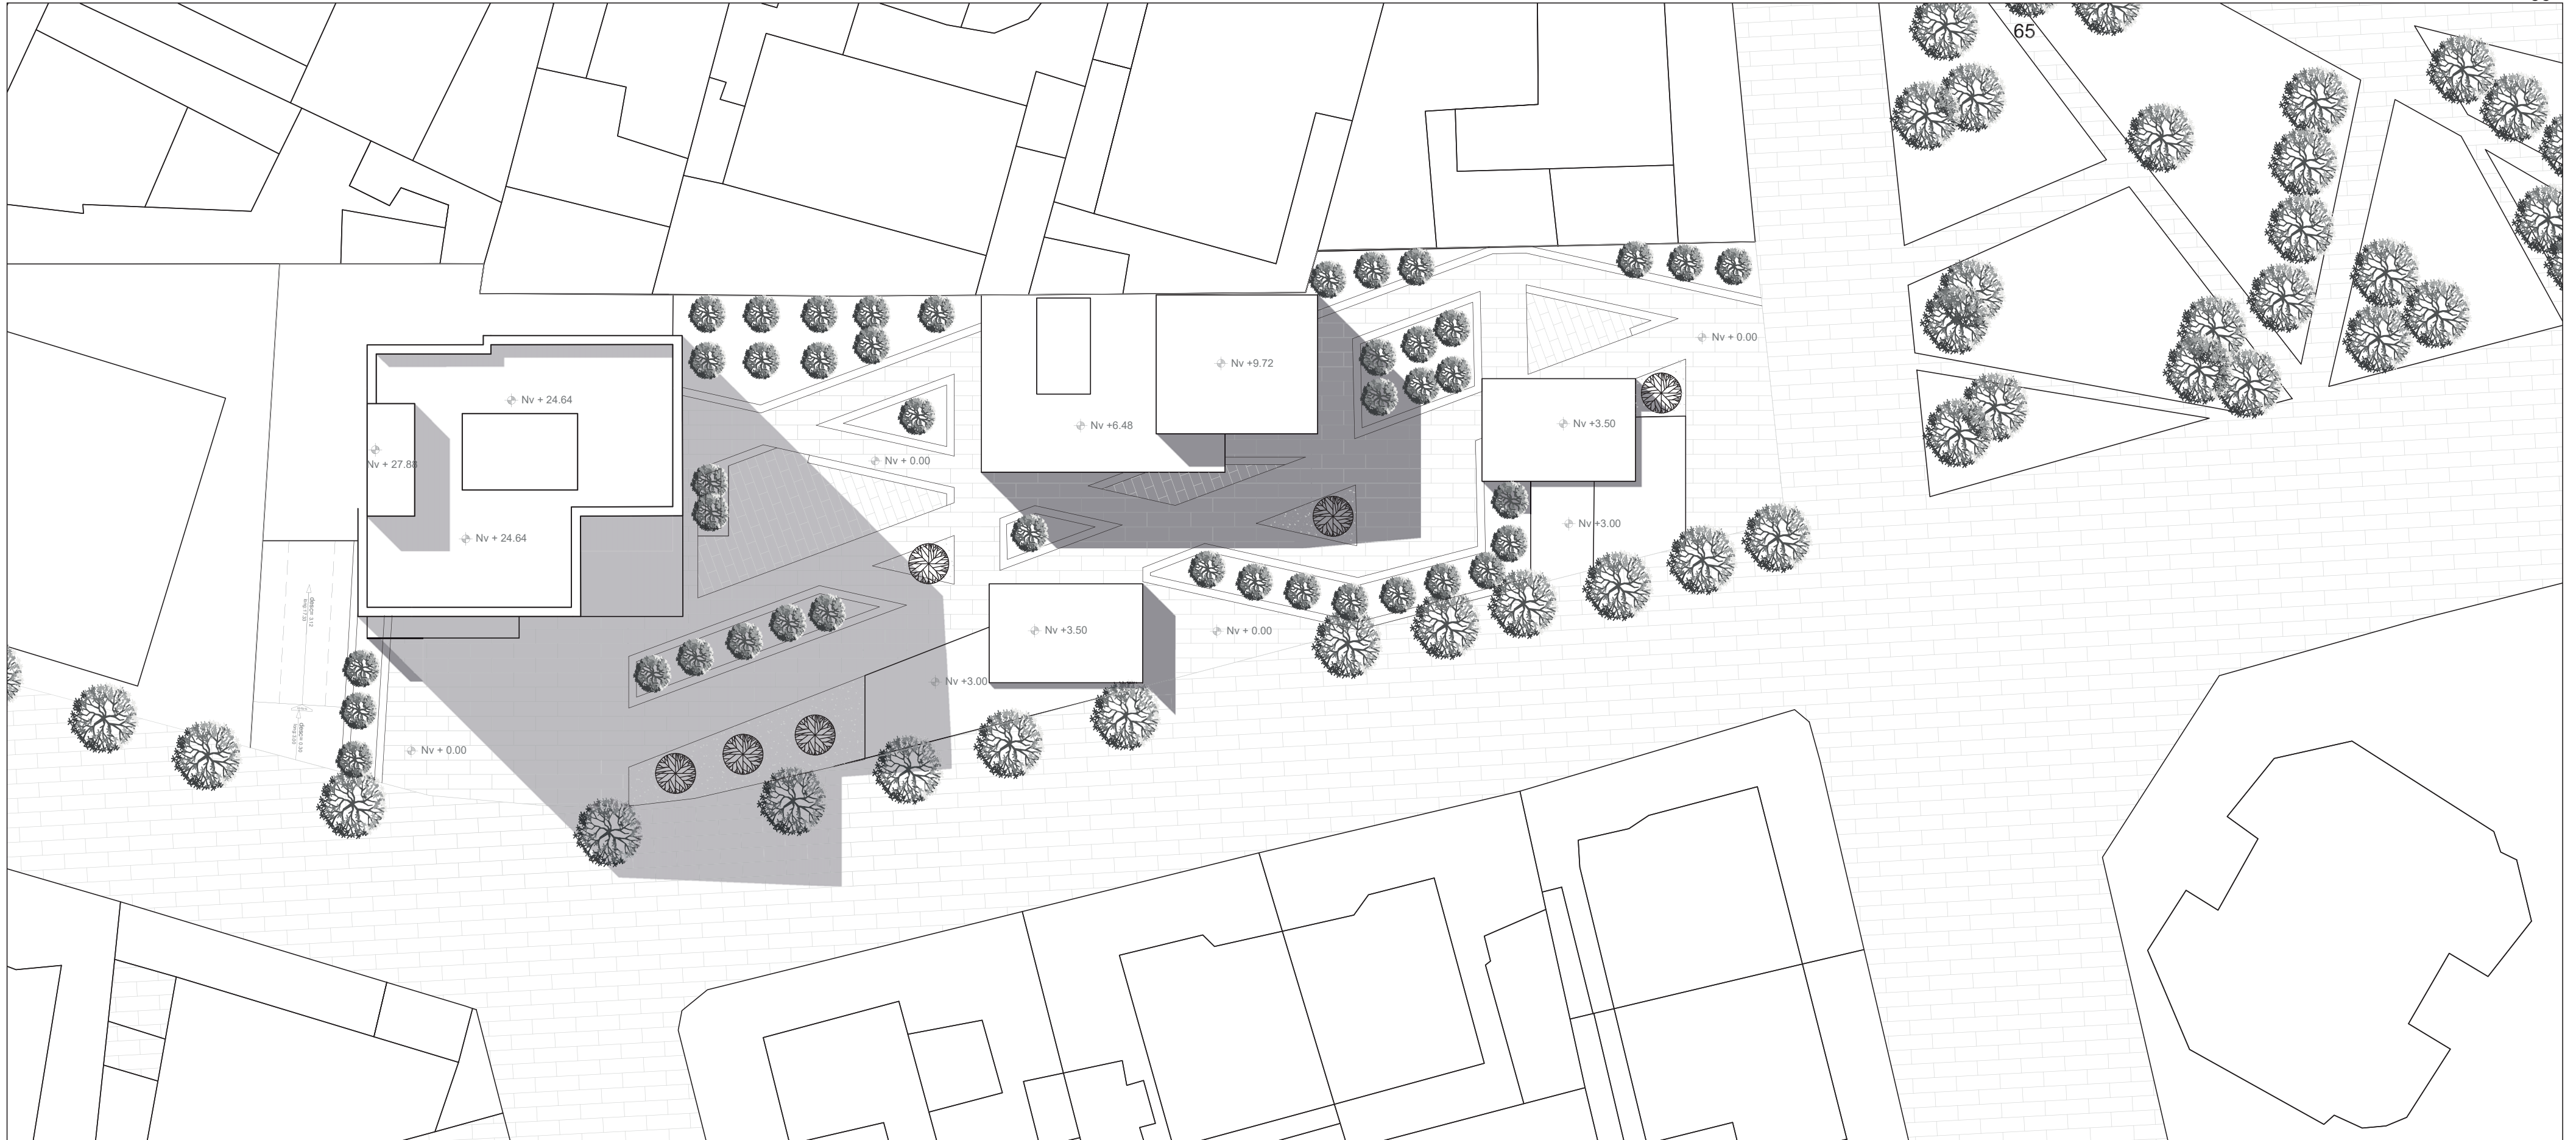 65
Nv + 0.00
Nv +9.72
Nv + 24.64
Nv +6.48
Nv +3.50
Nv + 0.00
Nv + 27.88
Nv +3.00
Nv + 24.64
Nv +3.50
Nv + 0.00
Nv +3.00
Nv + 0.00